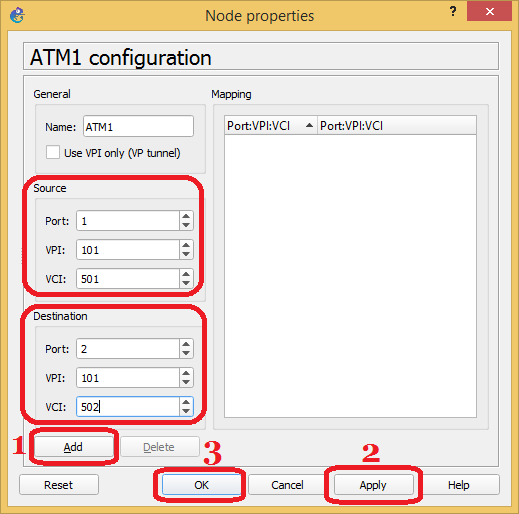 Node properties
?
ATM1 configuration
General
Name: ATM1
Use VPI only (VP tunnel)
Source
Port: 1
VPI: 101
VCI: 501
Destination
Port: 2
VPI: 101
VCI: 502
1 Add Delete
Mapping
Port:VPI:VCI Port:VPI:VCI
3 2
Reset OK Cancel Apply Help